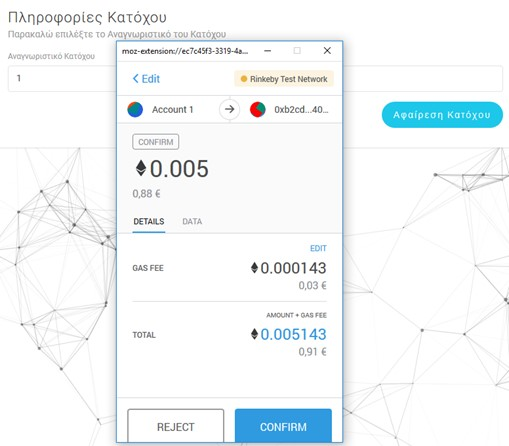 Πληροφορίες Κατόχου
Παρακαλώ επιλέξτε το Αναγνωριστικό του Κατόχου
Αναγνωριστικό Κατόχου
1
Αφαίρεση Κατόχου
moz-extension://ec7c45f3-3319-4a...
Edit
Rinkeby Test Network
Account 1
0xb2cd...40...
CONFIRM
0.005
0,88 €
DETAILS DATA
EDIT
GAS FEE 0.000143
0,03 €
AMOUNT + GAS FEE
TOTAL 0.005143
0,91 €
REJECT CONFIRM